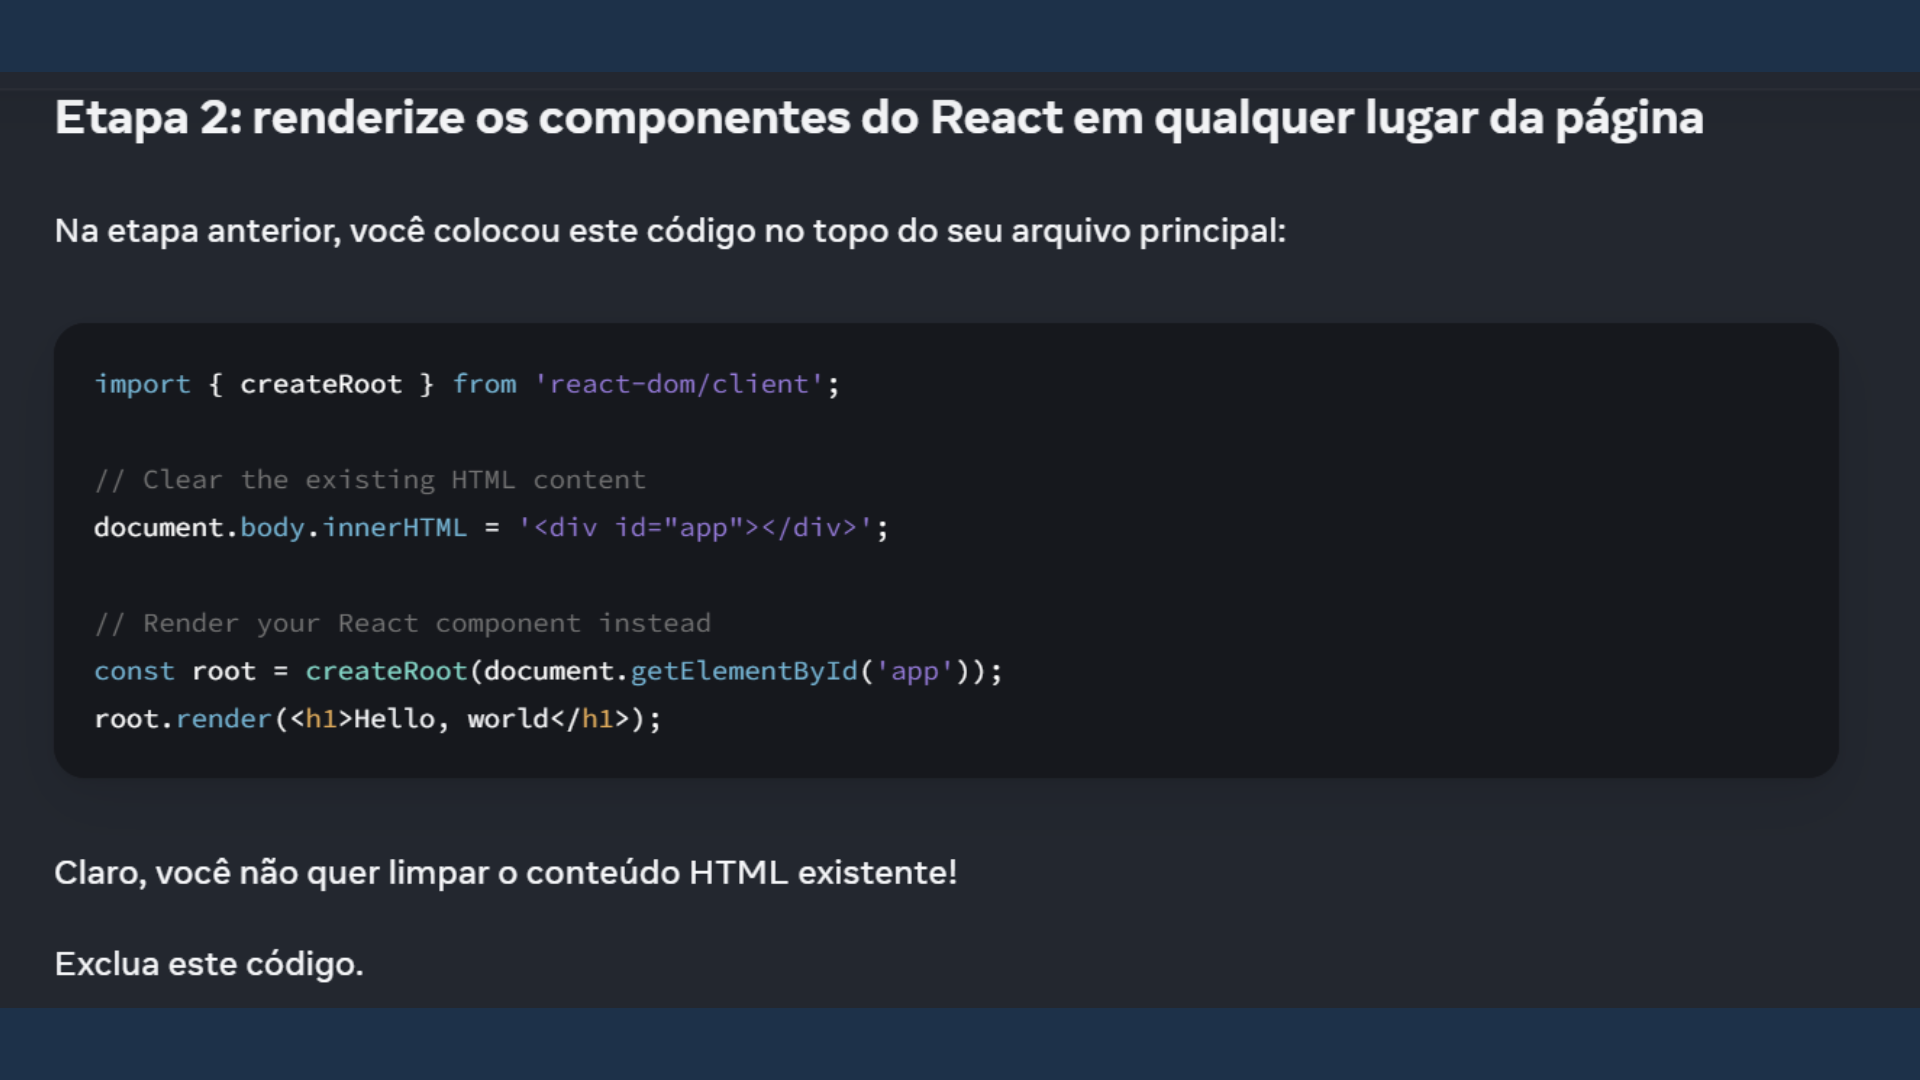 Etapa 2: renderize os componentes do React em qualquer lugar da página
Na etapa anterior, você colocou este código no topo do seu arquivo principal:
import { createRoot } from 'react-dom/client';
// Clear the existing HTML content
document.body.innerHTML = '<div id="app"></div>';
// Render your React component instead
const root = createRoot(document.getElementById('app'));
root.render(<h1>Hello, world</h1>);
Claro, você não quer limpar o conteúdo HTML existente!
Exclua este código.